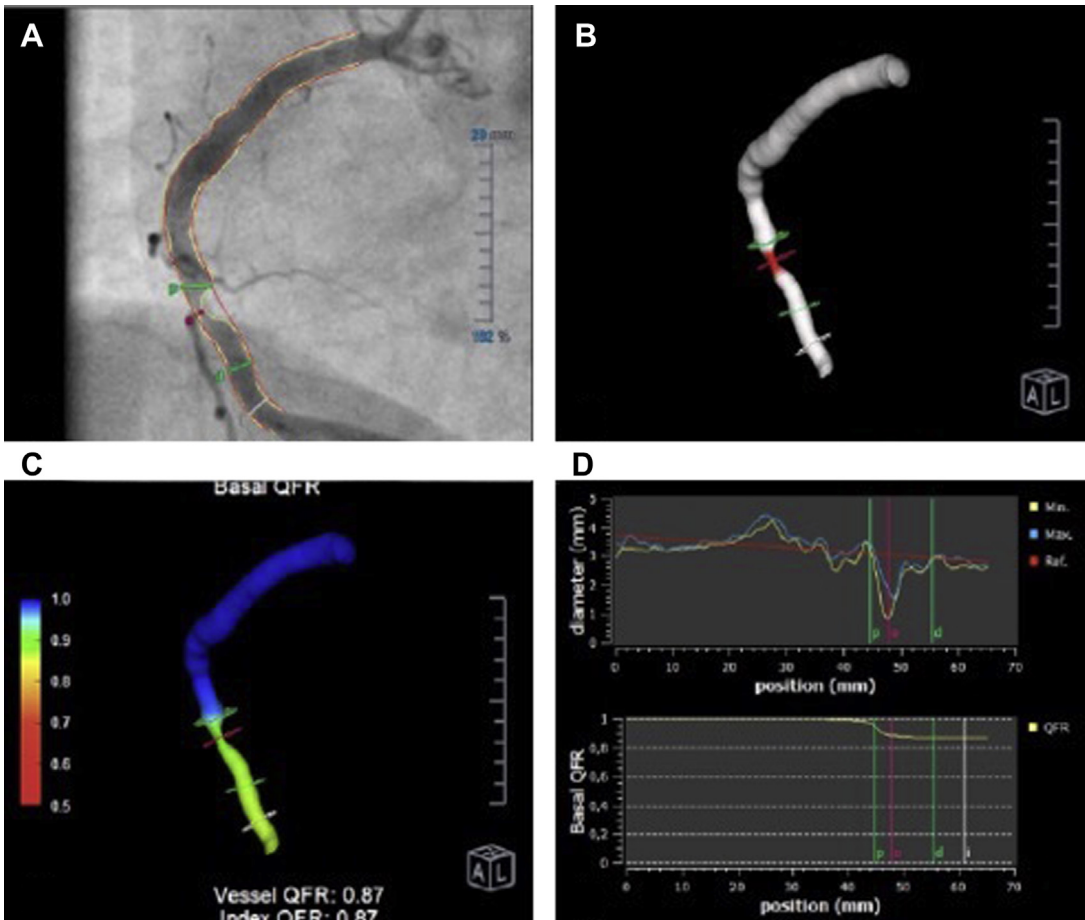 A
p
d
20 mm
182 %
B
A L
C
Basal QFR
1.0
0.9
0.8
0.7
0.6
0.5
A L
Vessel QFR: 0.87
Index QFR: 0.87
D
diameter (mm)
5
4
3
2
1
0
p
o
d
0 10 20 30 40 50 60 70
position (mm)
Min.
Max.
Ref.
Basal QFR
1
0,8
0,6
0,4
0,2
0
p
o
d
i
0 10 20 30 40 50 60 70
position (mm)
QFR